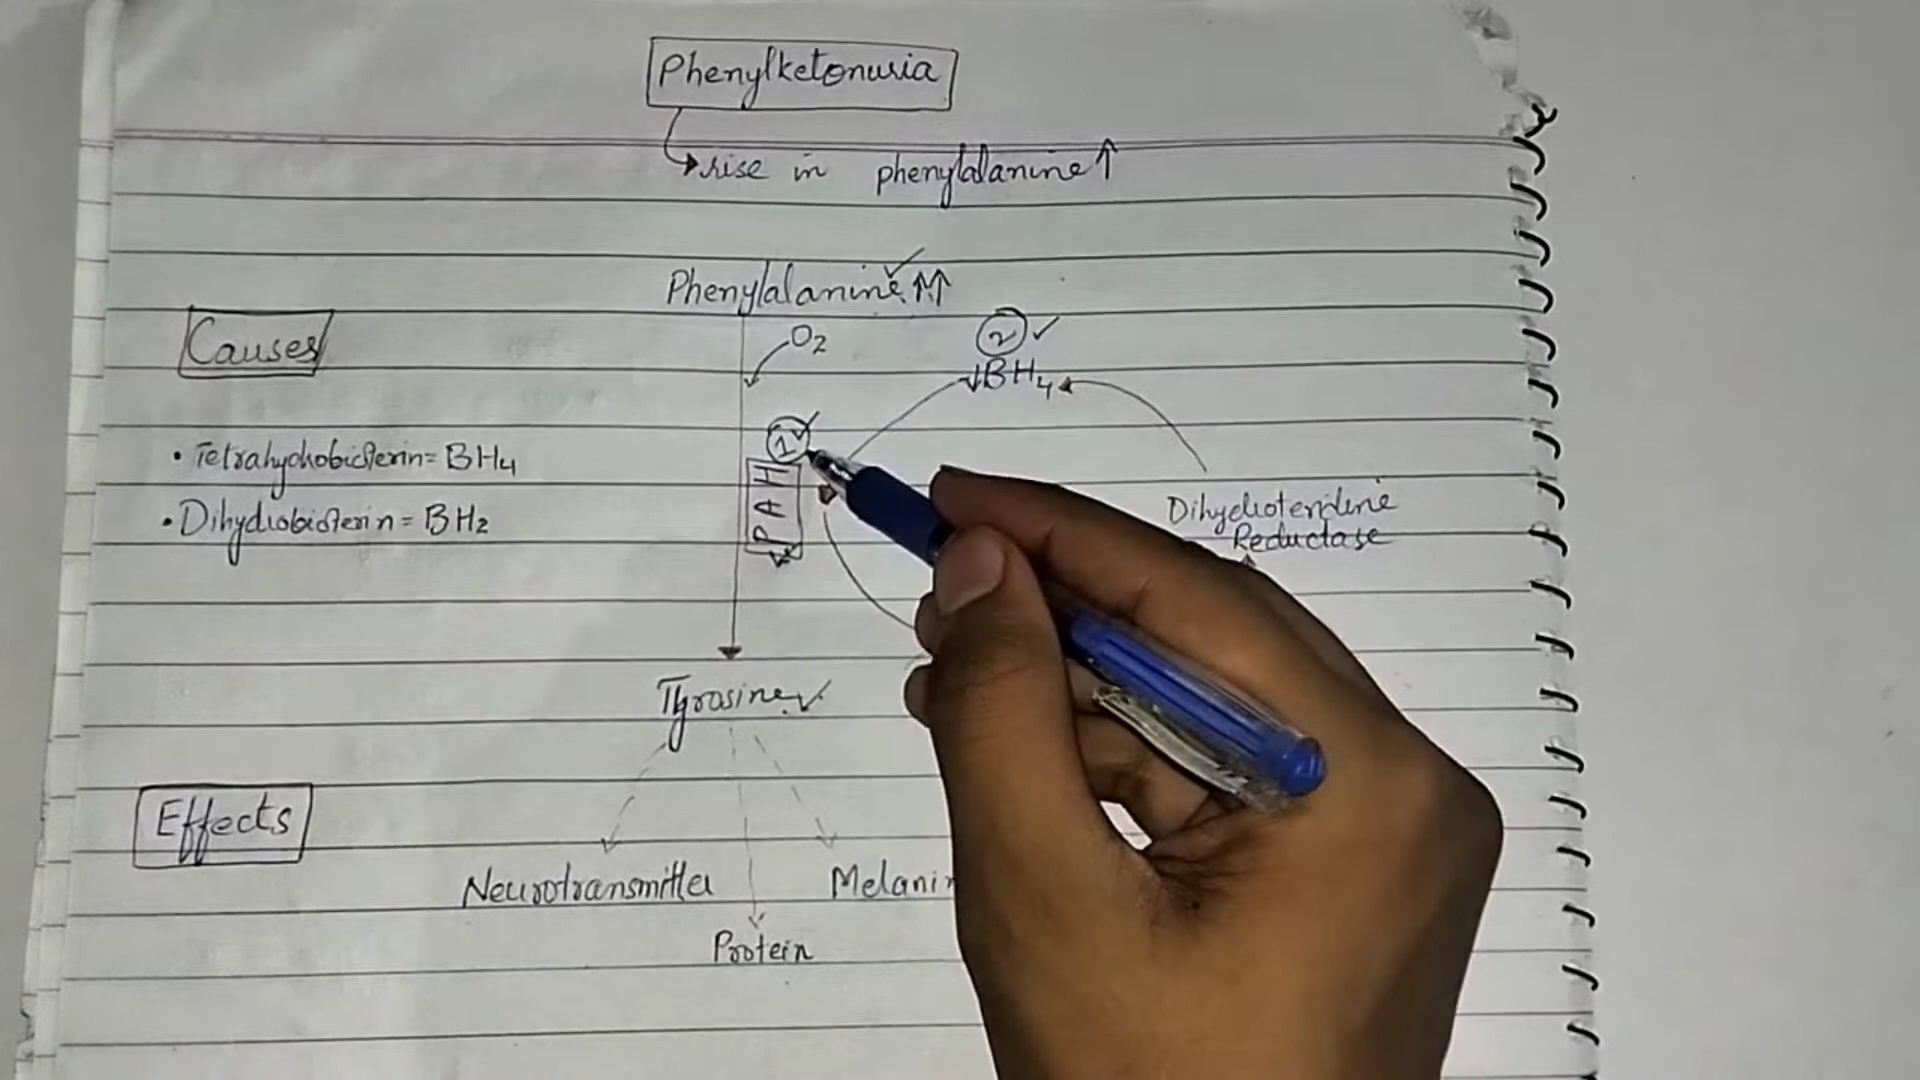 Phenylketonuria
rise in phenylalanine↑
Phenylalanine ↑↑
Causes
O2
2
↓BH4
1
• Tetrahydrobiopterin = BH4
PAH
Dihydropteridine
Reductase
• Dihydrobiopterin = BH2
Tyrosine
Effects
Neurotransmitter
Melanin
Protein